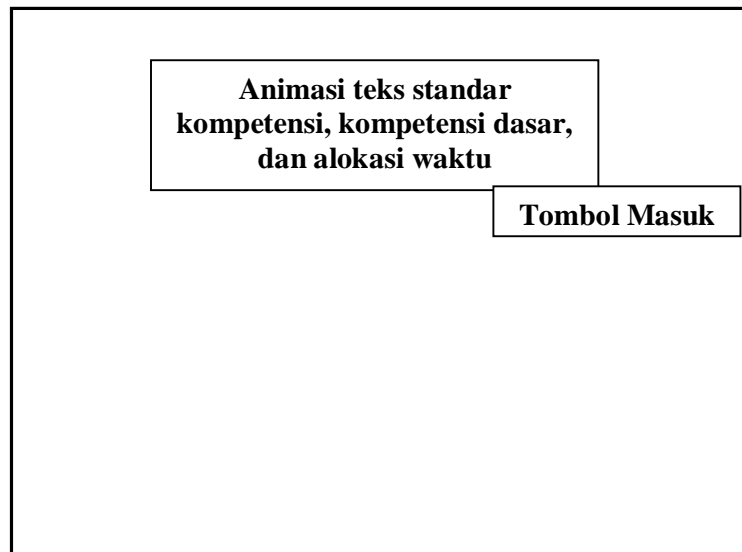 Animasi teks standar
kompetensi, kompetensi dasar,
dan alokasi waktu
Tombol Masuk